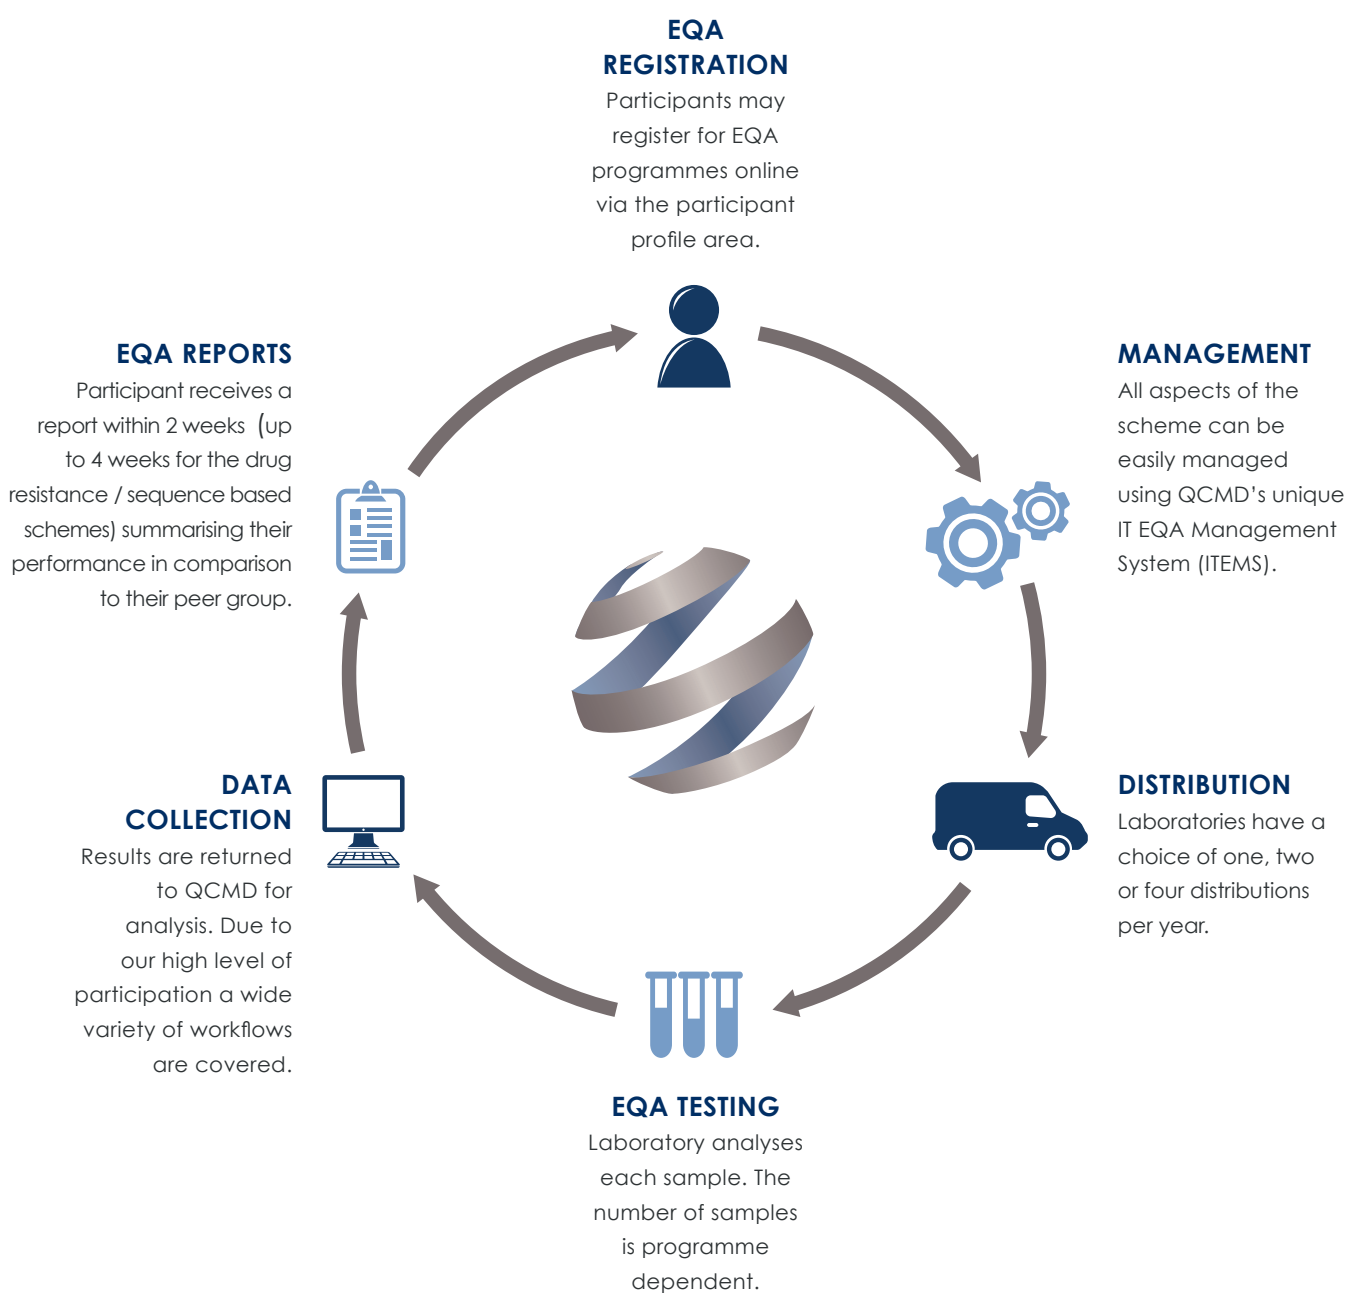 EQA
REGISTRATION
Participants may
register for EQA
programmes online
via the participant
profile area.
MANAGEMENT
All aspects of the
scheme can be
easily managed
using QCMD’s unique
IT EQA Management
System (ITEMS).
DISTRIBUTION
Laboratories have a
choice of one, two
or four distributions
per year.
EQA TESTING
Laboratory analyses
each sample. The
number of samples
is programme
dependent.
DATA
COLLECTION
Results are returned
to QCMD for
analysis. Due to
our high level of
participation a wide
variety of workflows
are covered.
EQA REPORTS
Participant receives a
report within 2 weeks (up
to 4 weeks for the drug
resistance / sequence based
schemes) summarising their
performance in comparison
to their peer group.